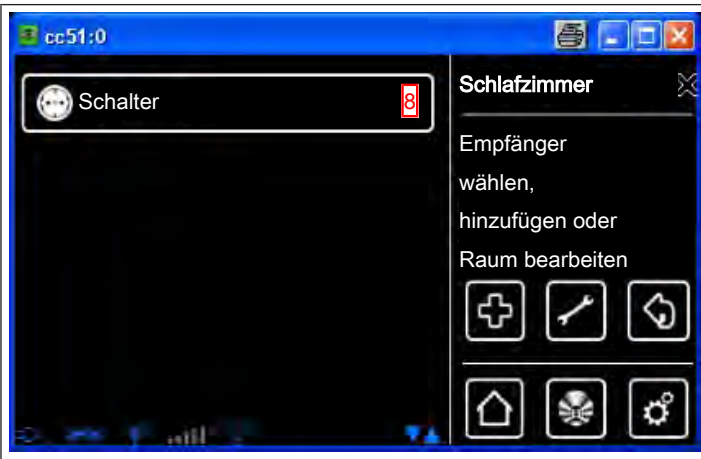 cc51:0
Schalter 8
Schlafzimmer
Empfänger
wählen,
hinzufügen oder
Raum bearbeiten